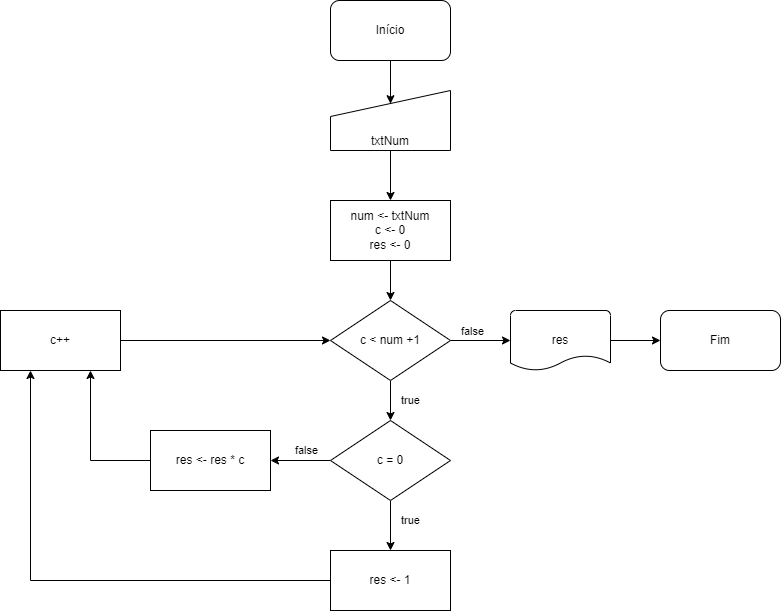 Início
txtNum
num <- txtNum
c <- 0
res <- 0
c++
c < num +1
false
res
Fim
true
res <- res * c
false
c = 0
true
res <- 1